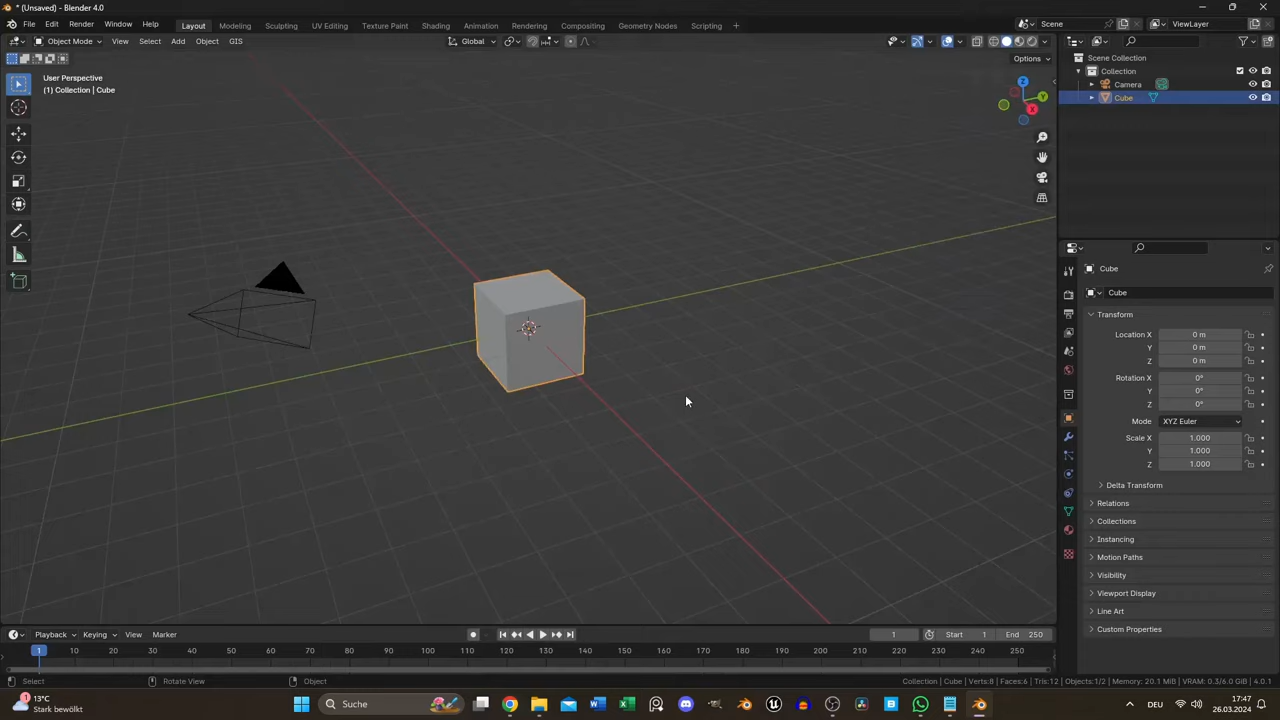 * (Unsaved) - Blender 4.0
File Edit Render Window Help Layout Modeling Sculpting UV Editing Texture Paint Shading Animation Rendering Compositing Geometry Nodes Scripting + Scene ViewLayer
Object Mode View Select Add Object GIS Global
Options
User Perspective
(1) Collection | Cube
Z
Y
X
Scene Collection
Collection
Camera
Cube
Cube
Cube
Transform
Location X 0 m
Y 0 m
Z 0 m
Rotation X 0°
Y 0°
Z 0°
Mode XYZ Euler
Scale X 1.000
Y 1.000
Z 1.000
Delta Transform
Relations
Collections
Instancing
Motion Paths
Visibility
Viewport Display
Line Art
Custom Properties
Playback Keying View Marker 1 Start 1 End 250
1 10 20 30 40 50 60 70 80 90 100 110 120 130 140 150 160 170 180 190 200 210 220 230 240 250
Select Rotate View Object Collection | Cube | Verts:8 | Faces:6 | Tris:12 | Objects:1/2 | Memory: 20.1 MiB | VRAM: 0.3/6.0 GiB | 4.0.1
13°C
Stark bewölkt
Suche
DEU
17:47
26.03.2024